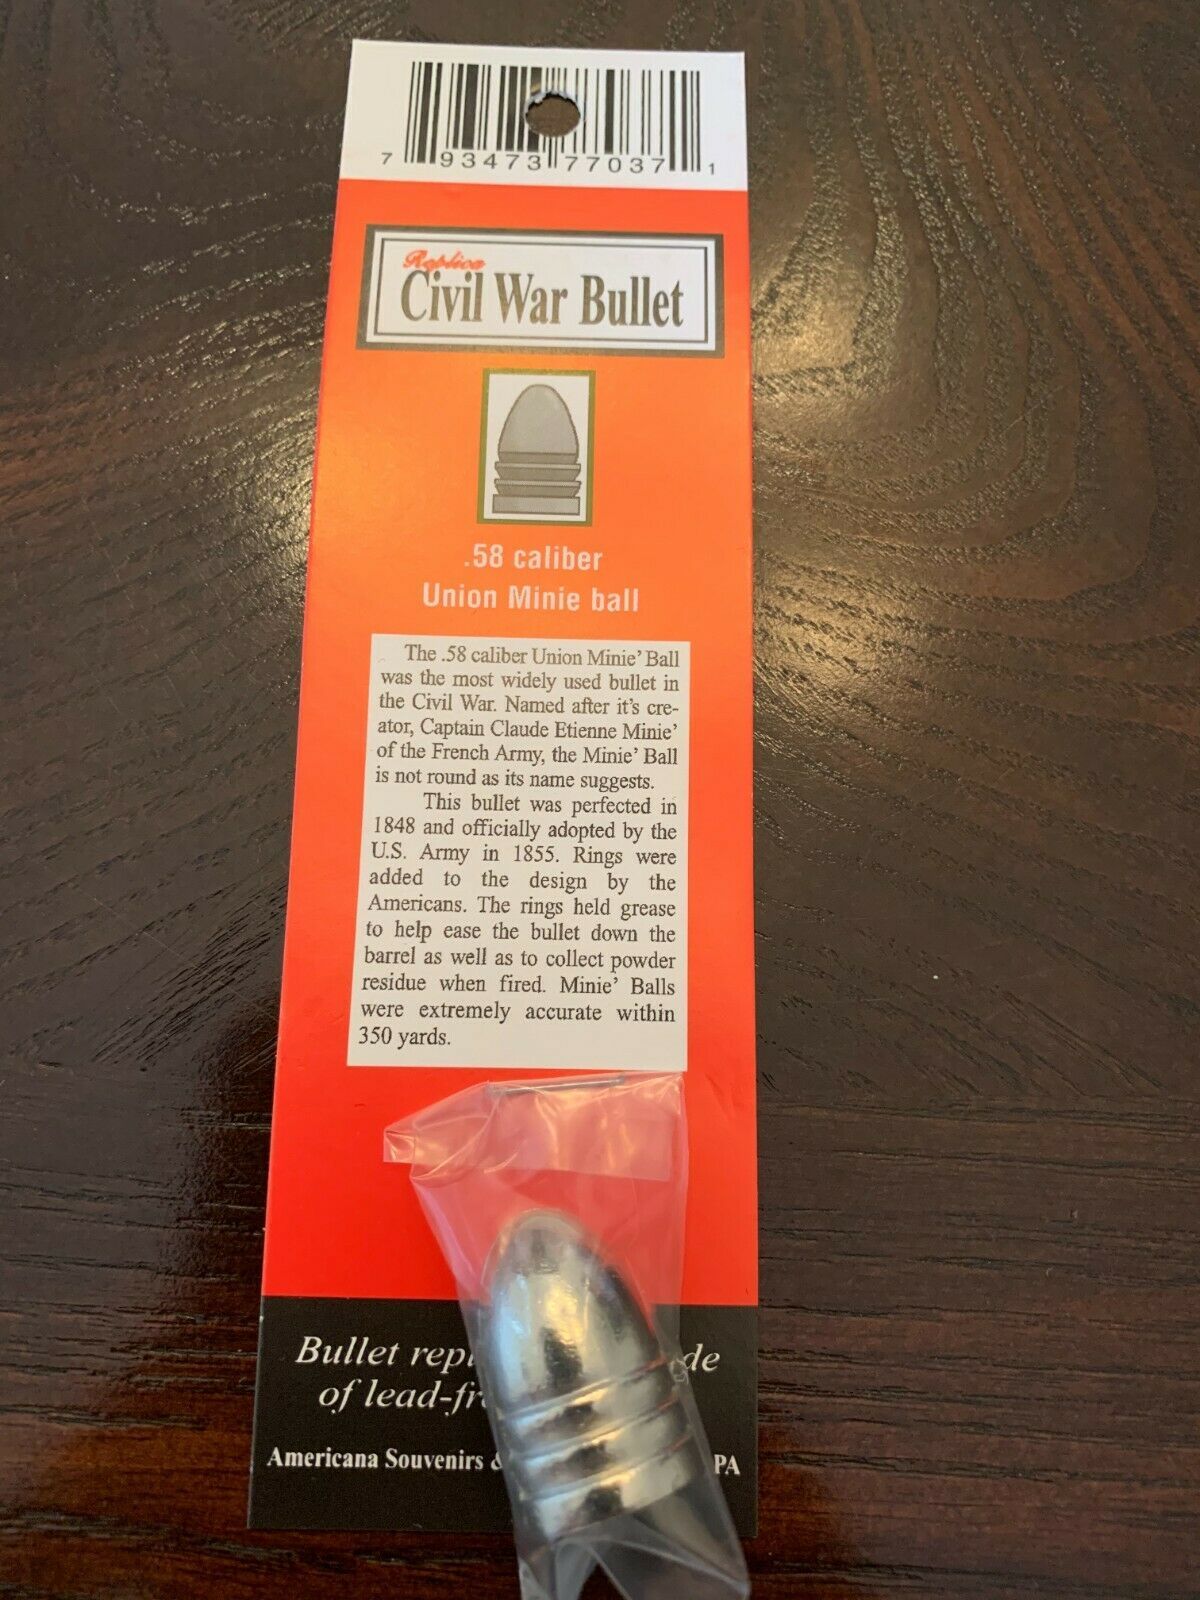 7 93473 77037 1
Replica
Civil War Bullet
.58 caliber
Union Minie ball
The .58 caliber Union Minie' Ball
was the most widely used bullet in
the Civil War. Named after it's cre-
ator, Captain Claude Etienne Minie'
of the French Army, the Minie' Ball
is not round as its name suggests.
This bullet was perfected in
1848 and officially adopted by the
U.S. Army in 1855. Rings were
added to the design by the
Americans. The rings held grease
to help ease the bullet down the
barrel as well as to collect powder
residue when fired. Minie' Balls
were extremely accurate within
350 yards.
Bullet
of
Americana Souvenirs & PA